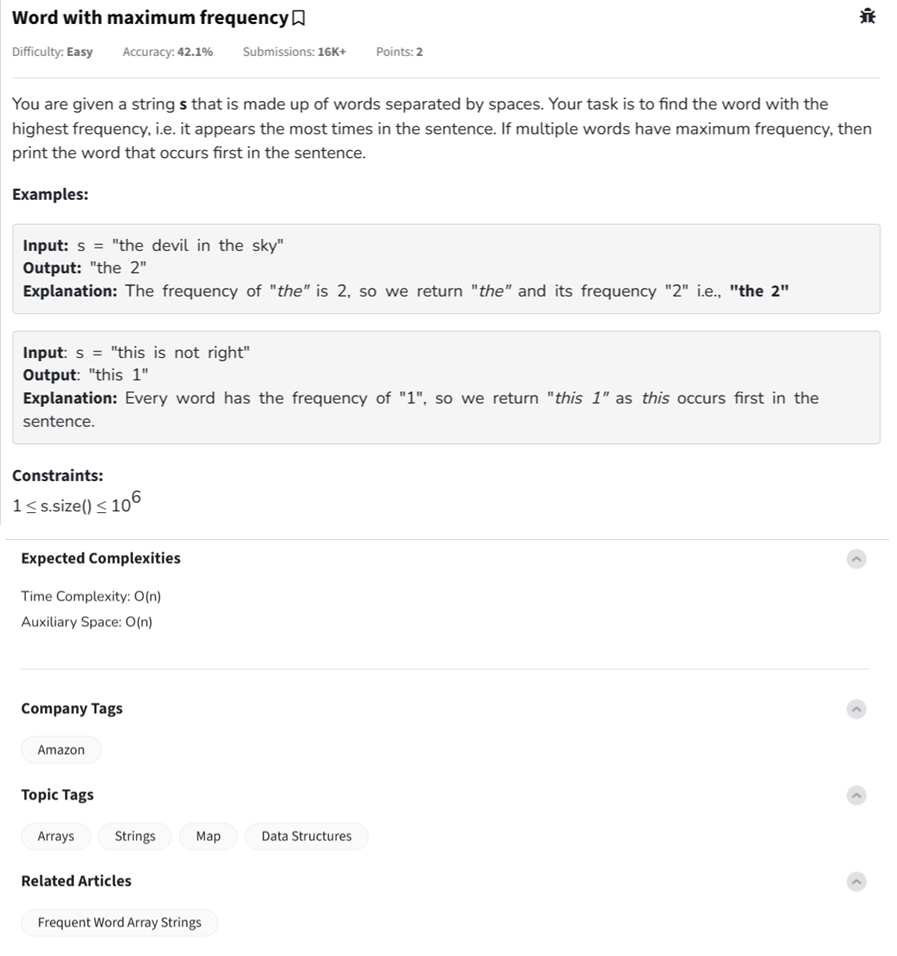 Word with maximum frequency
Difficulty: Easy Accuracy: 42.1% Submissions: 16K+ Points: 2
You are given a string s that is made up of words separated by spaces. Your task is to find the word with the
highest frequency, i.e. it appears the most times in the sentence. If multiple words have maximum frequency, then
print the word that occurs first in the sentence.
Examples:
Input: s = "the devil in the sky"
Output: "the 2"
Explanation: The frequency of "the" is 2, so we return "the" and its frequency "2" i.e., "the 2"
Input: s = "this is not right"
Output: "this 1"
Explanation: Every word has the frequency of "1", so we return "this 1" as this occurs first in the
sentence.
Constraints:
1 ≤ s.size() ≤ 10^6
Expected Complexities
Time Complexity: O(n)
Auxiliary Space: O(n)
Company Tags
Amazon
Topic Tags
Arrays Strings Map Data Structures
Related Articles
Frequent Word Array Strings